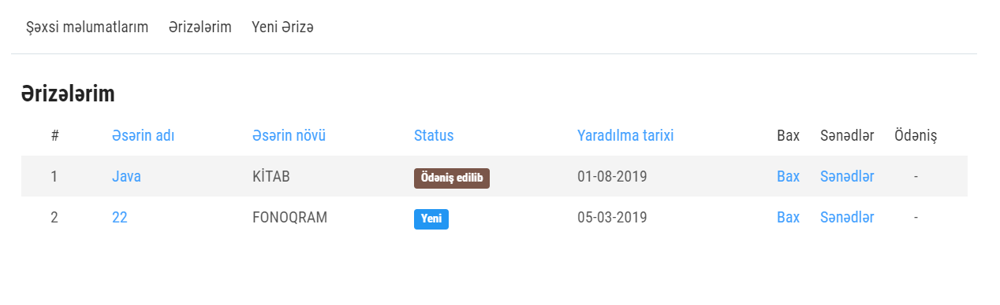 Şəxsi məlumatlarım Ərizələrim Yeni Ərizə
Ərizələrim
# Əsərin adı Əsərin növü Status Yaradılma tarixi Bax Sənədlər Ödəniş
1 Java KİTAB Ödəniş edilib 01-08-2019 Bax Sənədlər -
2 22 FONOQRAM Yeni 05-03-2019 Bax Sənədlər -